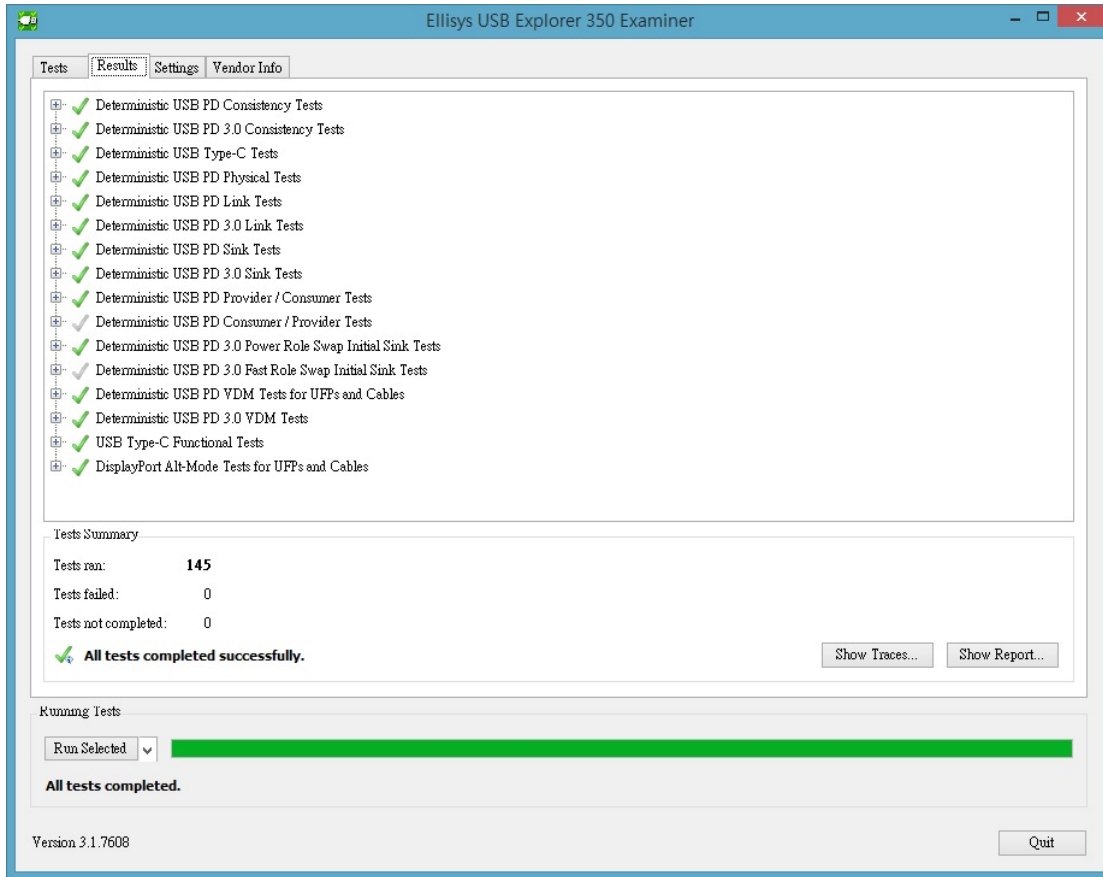 Ellisys USB Explorer 350 Examiner
Tests Results Settings Vendor Info
Deterministic USB PD Consistency Tests
Deterministic USB PD 3.0 Consistency Tests
Deterministic USB Type-C Tests
Deterministic USB PD Physical Tests
Deterministic USB PD Link Tests
Deterministic USB PD 3.0 Link Tests
Deterministic USB PD Sink Tests
Deterministic USB PD 3.0 Sink Tests
Deterministic USB PD Provider / Consumer Tests
Deterministic USB PD Consumer / Provider Tests
Deterministic USB PD 3.0 Power Role Swap Initial Sink Tests
Deterministic USB PD 3.0 Fast Role Swap Initial Sink Tests
Deterministic USB PD VDM Tests for UFPs and Cables
Deterministic USB PD 3.0 VDM Tests
USB Type-C Functional Tests
DisplayPort Alt-Mode Tests for UFPs and Cables
Tests Summary
Tests ran: 145
Tests failed: 0
Tests not completed: 0
All tests completed successfully. Show Traces... Show Report...
Running Tests
Run Selected
All tests completed.
Version 3.1.7608 Quit